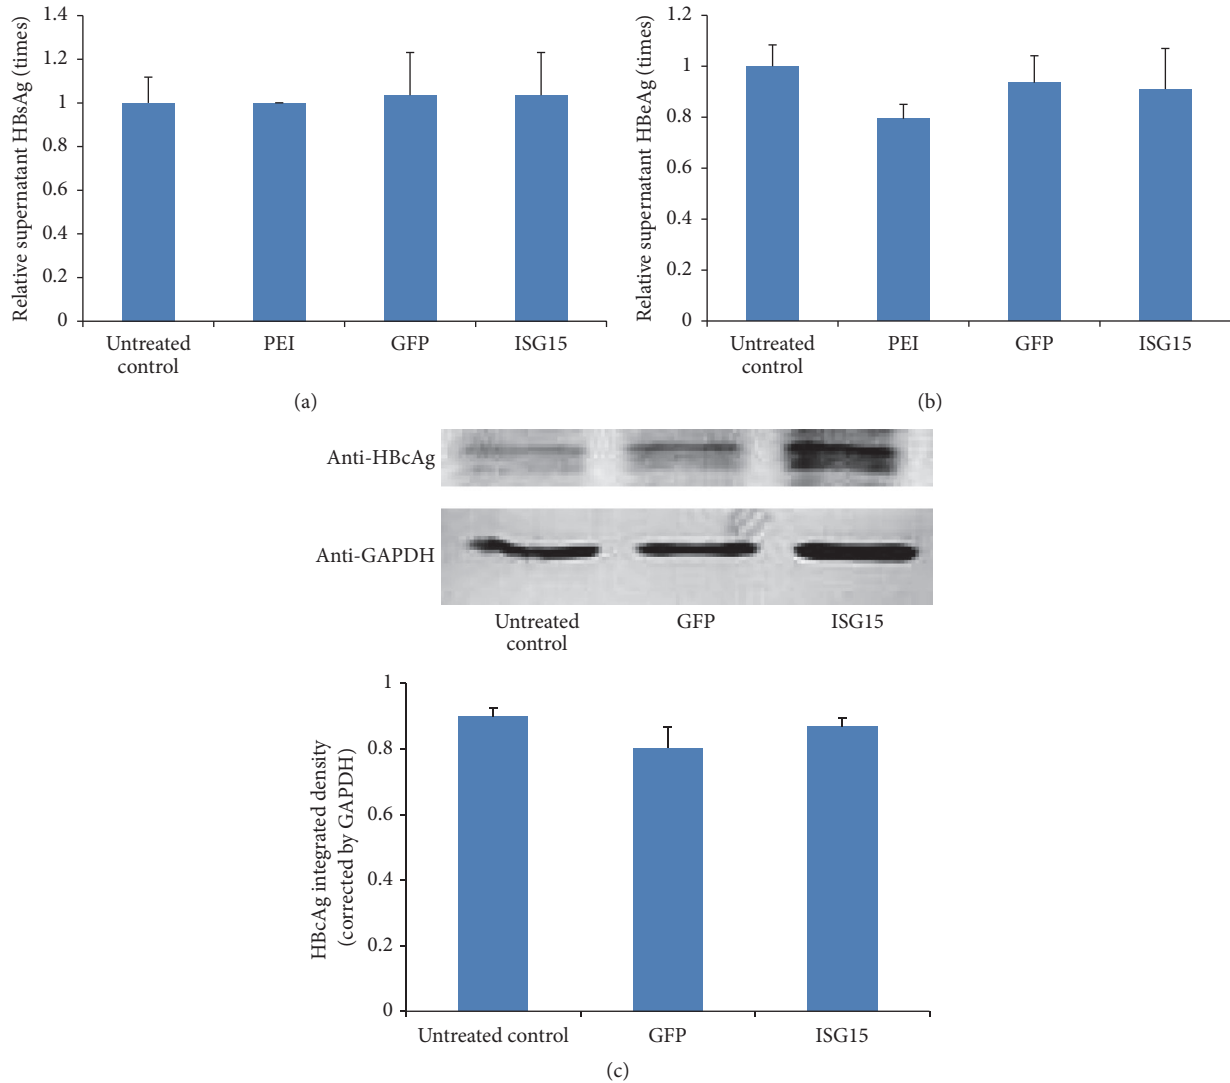 Relative supernatant HBsAg (times)
1.4
1.2
1
0.8
0.6
0.4
0.2
0
Untreated
control
PEI
GFP
ISG15
(a)
Relative supernatant HBeAg (times)
1.2
1
0.8
0.6
0.4
0.2
0
Untreated
control
PEI
GFP
ISG15
(b)
Anti-HBcAg
Anti-GAPDH
Untreated
control
GFP
ISG15
HBcAg integrated density
(corrected by GAPDH)
1
0.8
0.6
0.4
0.2
0
Untreated control
GFP
ISG15
(c)